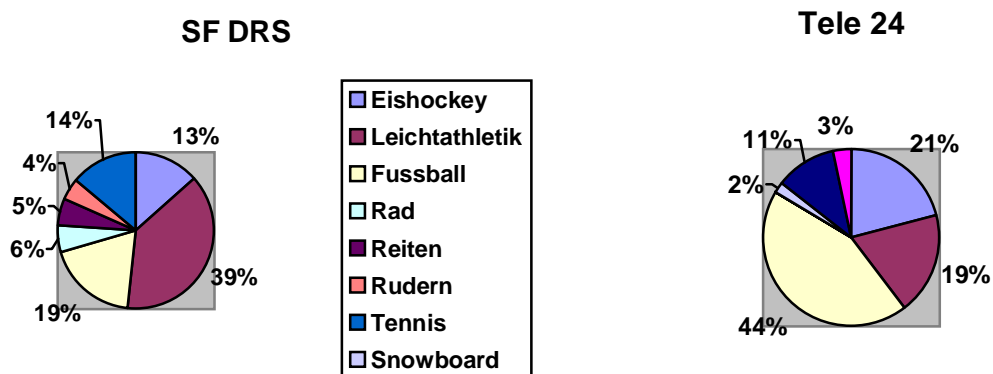 SF DRS
Tele 24
14%
13%
4%
5%
6%
19%
39%
Eishockey
Leichtathletik
Fussball
Rad
Reiten
Rudern
Tennis
Snowboard
11%
3%
21%
2%
19%
44%